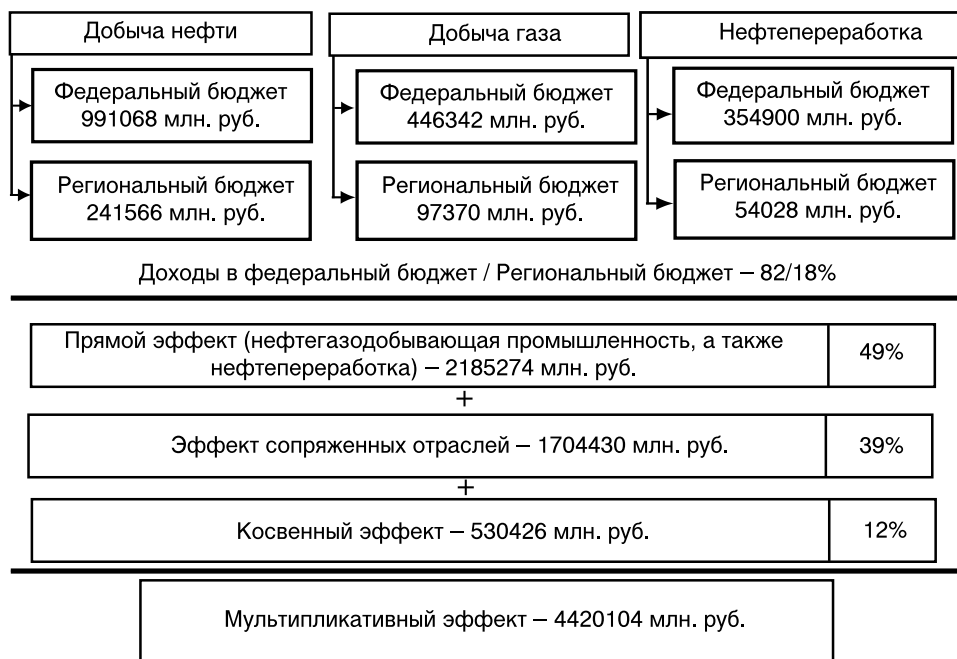 Добыча нефти
Федеральный бюджет
991068 млн. руб.
Региональный бюджет
241566 млн. руб.
Добыча газа
Федеральный бюджет
446342 млн. руб.
Региональный бюджет
97370 млн. руб.
Нефтепереработка
Федеральный бюджет
354900 млн. руб.
Региональный бюджет
54028 млн. руб.
Доходы в федеральный бюджет / Региональный бюджет – 82/18%
Прямой эффект (нефтегазодобывающая промышленность, а также
нефтепереработка) – 2185274 млн. руб.
49%
+
Эффект сопряженных отраслей – 1704430 млн. руб.
39%
+
Косвенный эффект – 530426 млн. руб.
12%
Мультипликативный эффект – 4420104 млн. руб.